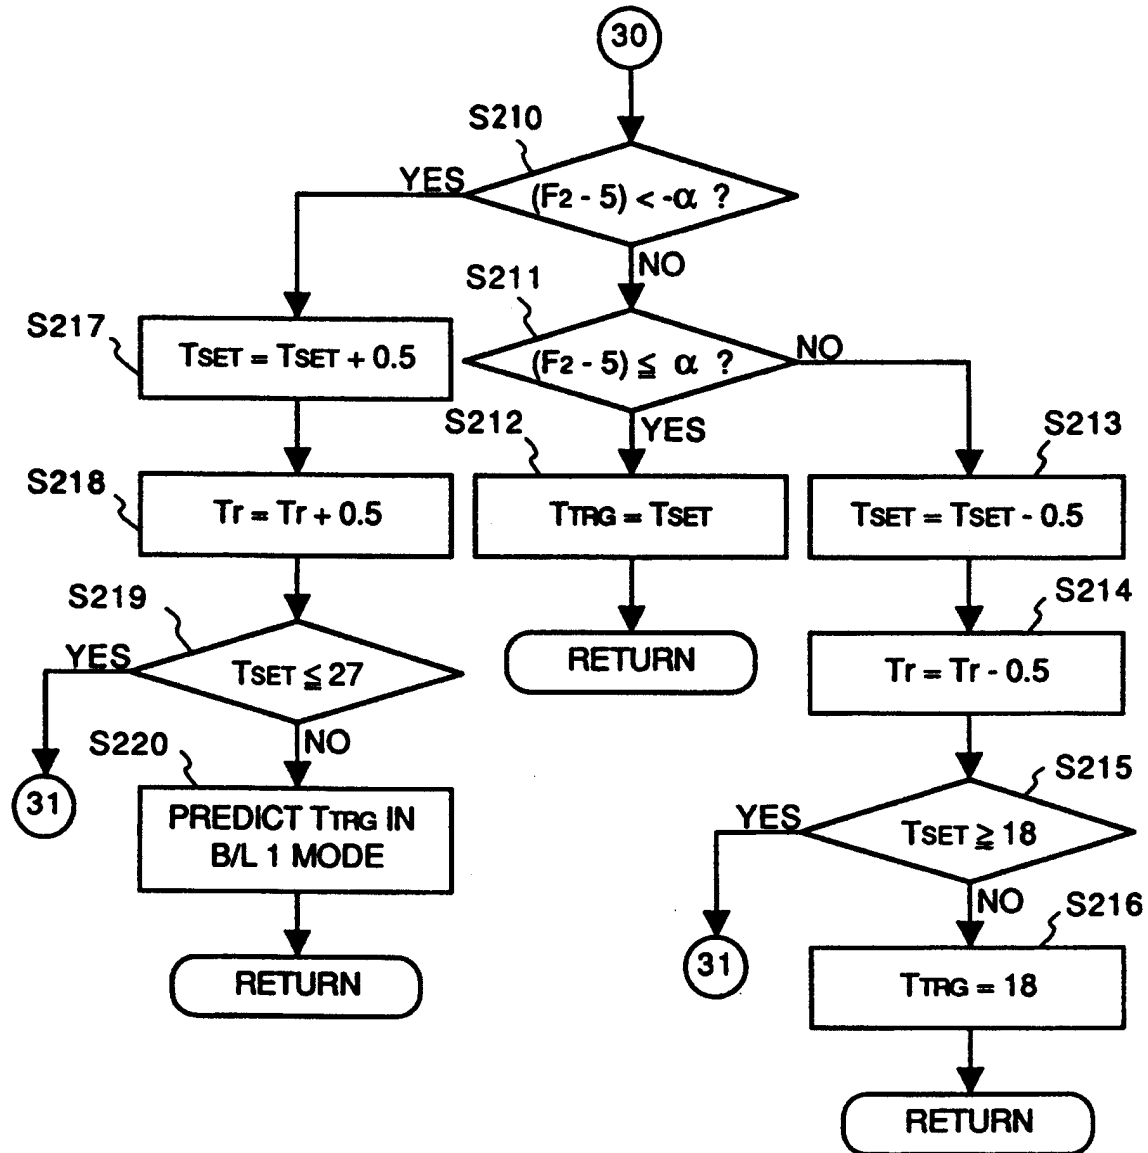 30
S210
YES
(F2 - 5) < -α ?
NO
S211
S217
TSET = TSET + 0.5
(F2 - 5) ≦ α ?
NO
S212
YES
S213
S218
Tr = Tr + 0.5
TTRG = TSET
TSET = TSET - 0.5
S219
S214
YES
TSET ≦ 27
RETURN
Tr = Tr - 0.5
NO
S220
S215
31
PREDICT TTRG IN
B/L 1 MODE
YES
TSET ≧ 18
NO
S216
RETURN
31
TTRG = 18
RETURN